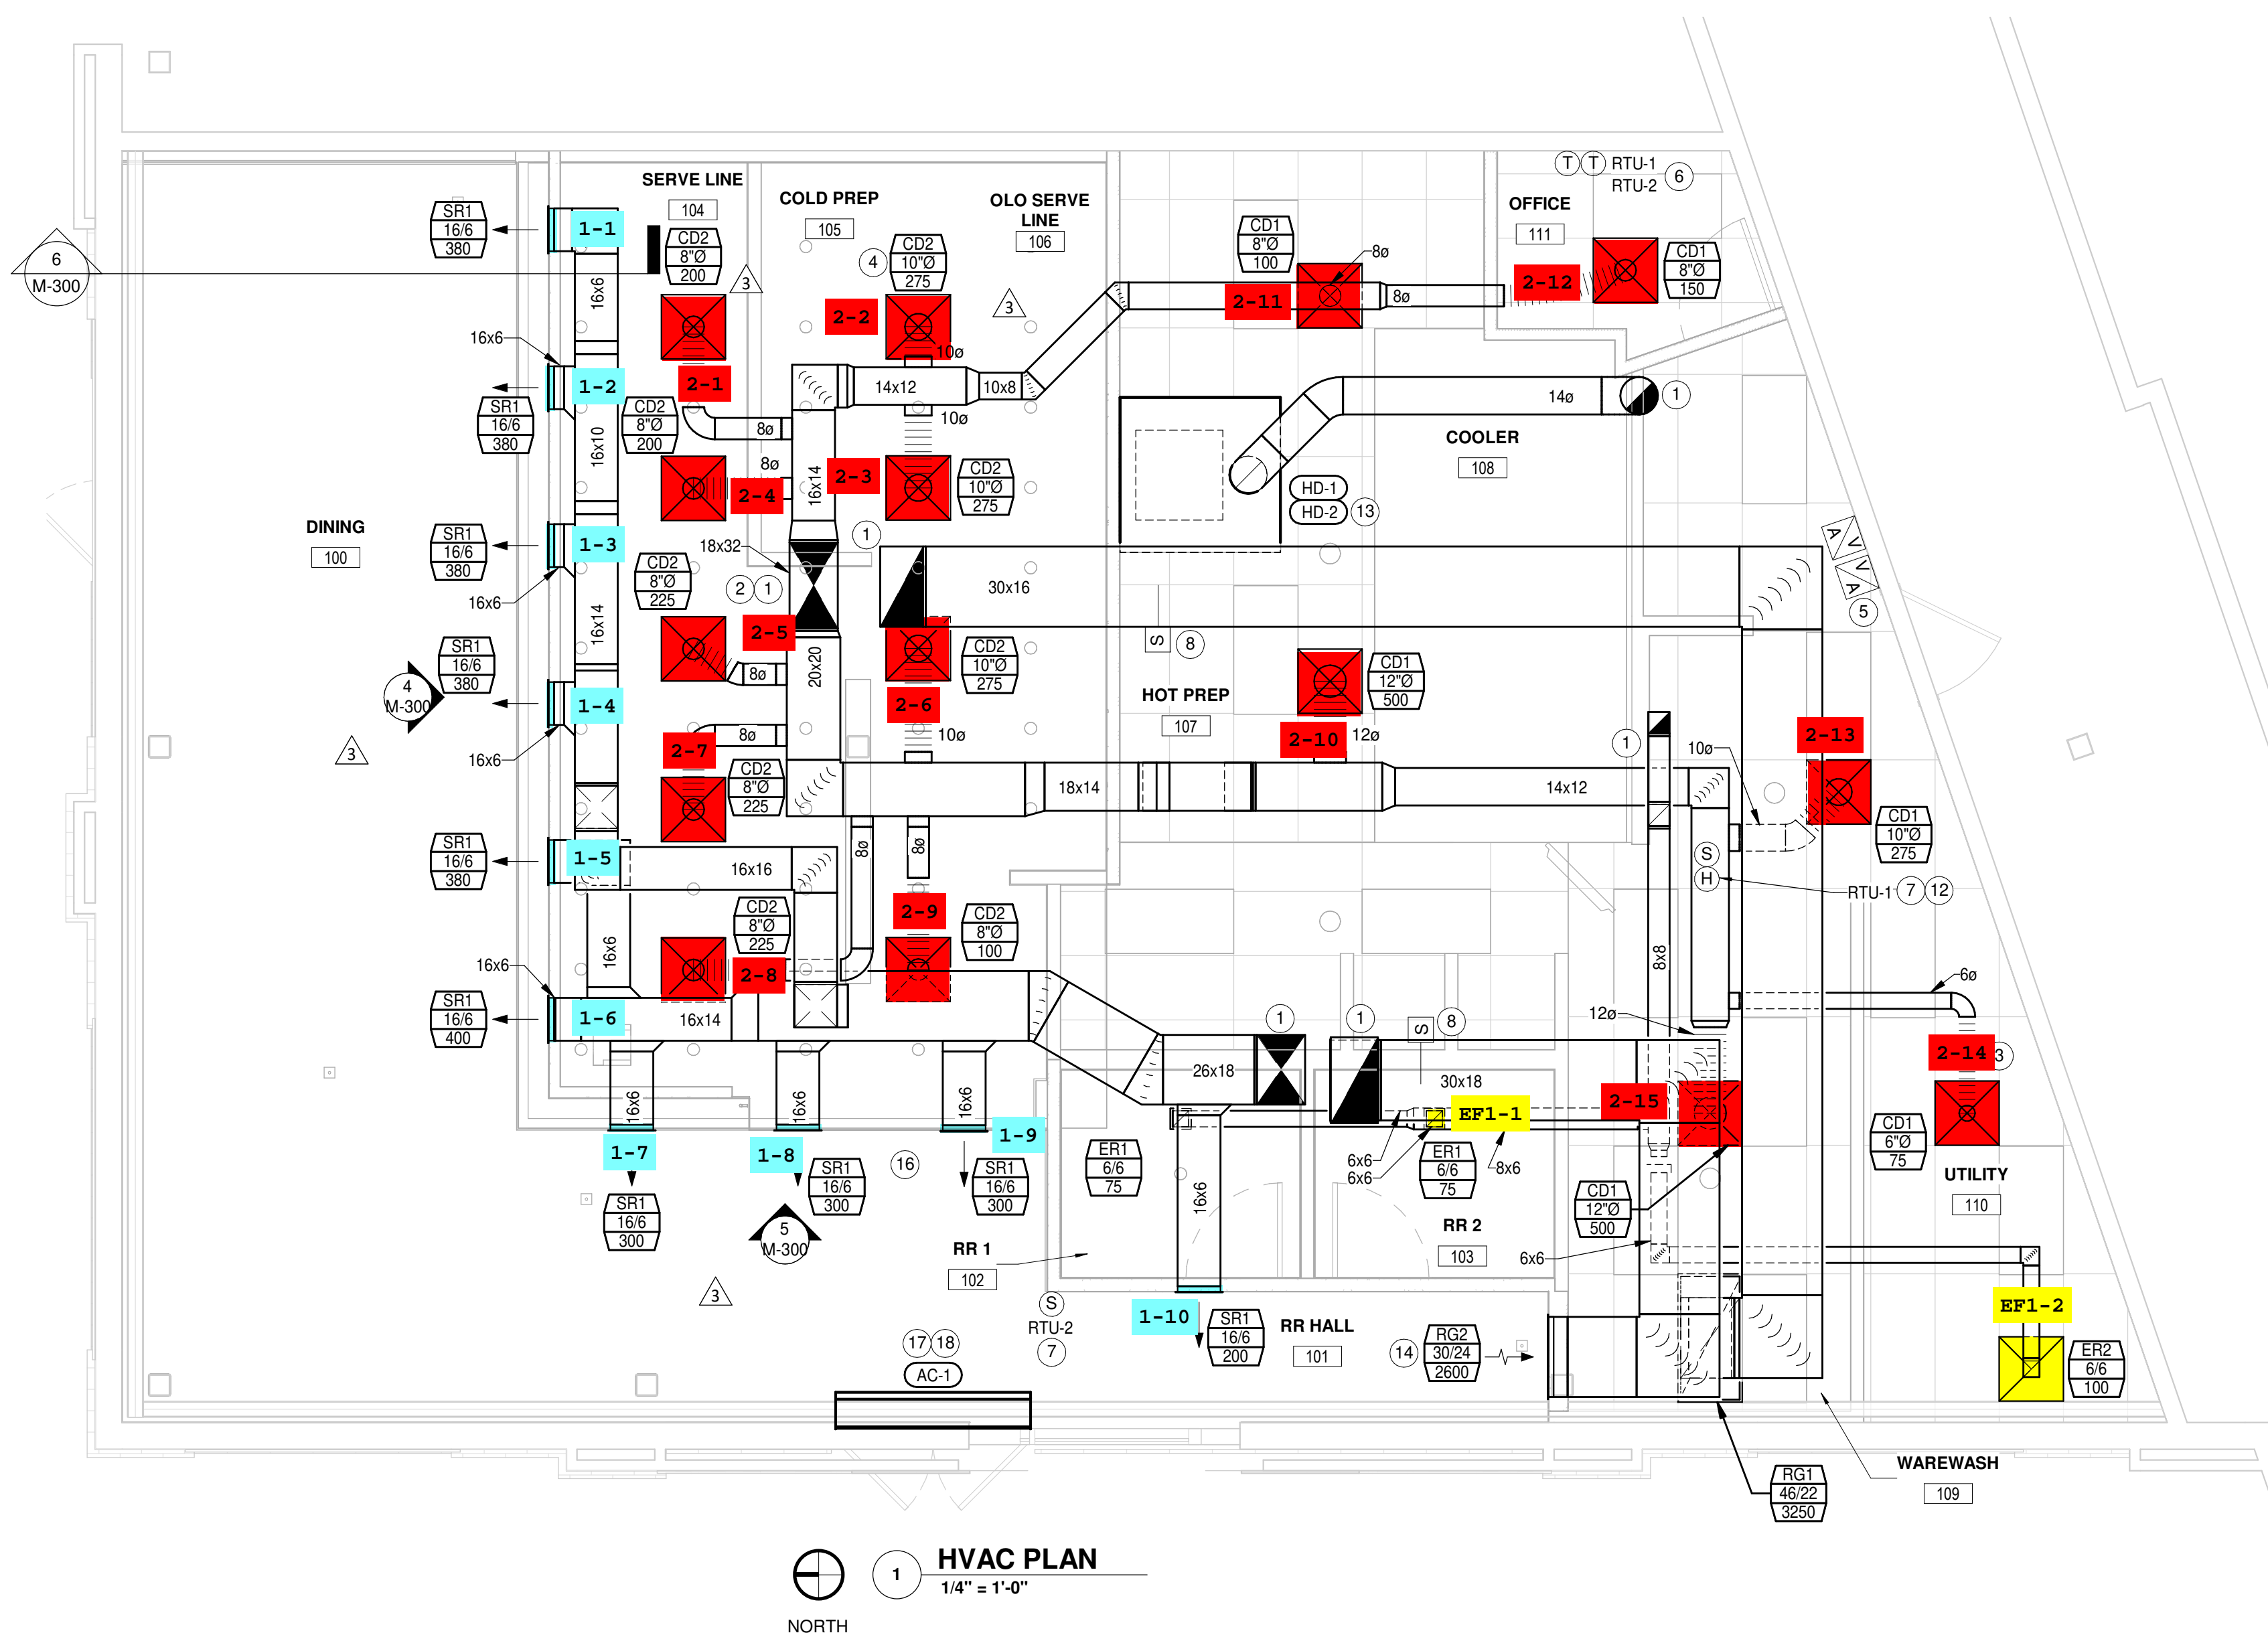 T T RTU-1
RTU-2 6
SERVE LINE
104
COLD PREP
105
OLO SERVE
LINE
106
OFFICE
111
SR1
16/6
380
1-1
CD2
8"Ø
200
3
4
CD2
10"Ø
275
CD1
8"Ø
100
8ø
6
M-300
16x6
2-2
3
2-11
8ø
2-12
CD1
8"Ø
150
16x6
1-2
2-1
10ø
14x12
10x8
SR1
16/6
380
CD2
8"Ø
200
16x10
8ø
10ø
14ø
1
COOLER
108
8ø
2-4
16x14
2-3
CD2
10"Ø
275
HD-1
HD-2
13
DINING
100
SR1
16/6
380
1-3
18x32
1
A V
V A
5
16x6
CD2
8"Ø
225
2 1
30x16
16x14
2-5
S
8
SR1
16/6
380
20x20
8ø
CD2
10"Ø
275
CD1
12"Ø
500
4
M-300
1-4
2-6
HOT PREP
107
3
16x6
2-7
8ø
10ø
2-10
12ø
1
10ø
2-13
CD2
8"Ø
225
18x14
14x12
SR1
16/6
380
1-5
16x16
8ø
8ø
CD1
10"Ø
275
S
H
RTU-1 7 12
CD2
8"Ø
225
2-9
CD2
8"Ø
100
16x6
8x8
16x6
2-8
6ø
SR1
16/6
400
1-6
16x14
1
1
S
8
12ø
2-14
3
26x18
30x18
16x6
16x6
16x6
2-15
EF1-1
1-7
1-8
1-9
16
ER1
6/6
75
6x6
6x6
ER1
6/6
75
8x6
CD1
6"Ø
75
SR1
16/6
300
SR1
16/6
300
SR1
16/6
300
16x6
CD1
12"Ø
500
UTILITY
110
5
M-300
RR 1
102
RR 2
103
6x6
3
S
RTU-2
7
1-10
SR1
16/6
200
RR HALL
101
14
RG2
30/24
2600
EF1-2
17 18
AC-1
ER2
6/6
100
WAREWASH
109
RG1
46/22
3250
1
HVAC PLAN
1/4" = 1'-0"
NORTH